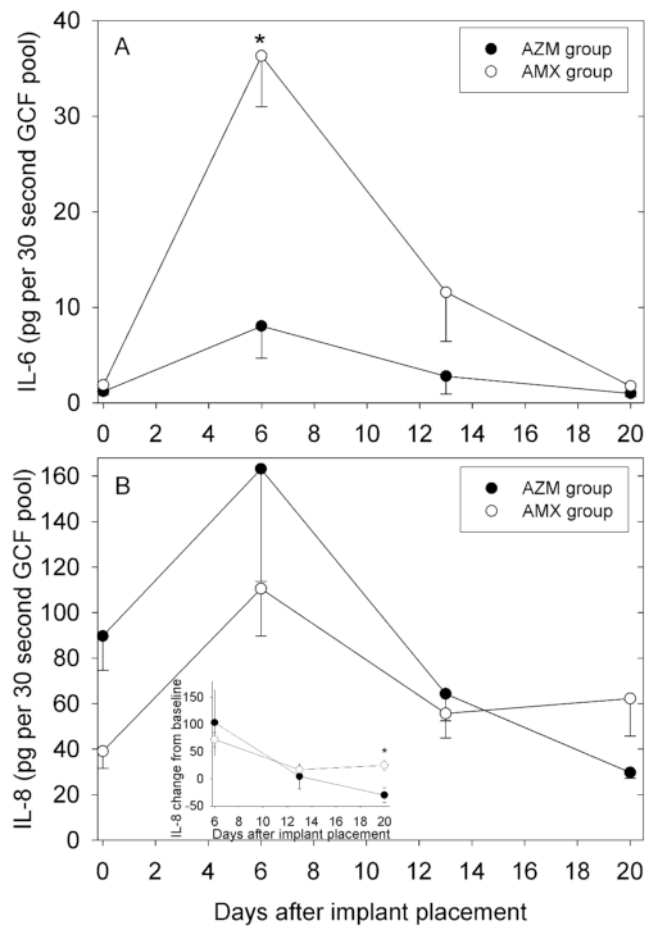 A
*
AZM group
AMX group
40
30
20
10
0
IL-6 (pg per 30 second GCF pool)
0 2 4 6 8 10 12 14 16 18 20
B
AZM group
AMX group
160
140
120
100
80
60
40
20
0
IL-8 (pg per 30 second GCF pool)
150
100
50
0
-50
IL-8 change from baseline
*
6 8 10 12 14 16 18 20
Days after implant placement
0 2 4 6 8 10 12 14 16 18 20
Days after implant placement